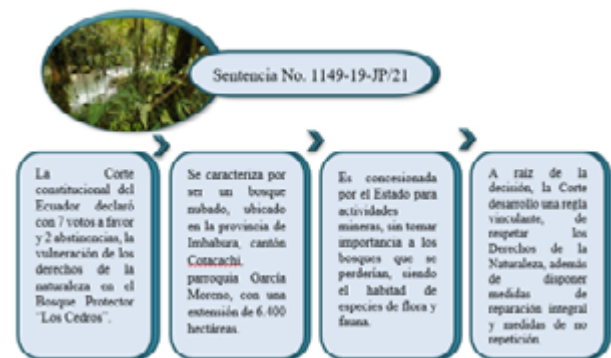 Sentencia No. 1149-19-JP/21
La Corte
constitucional del
Ecuador declaró
con 7 votos a favor
y 2 abstinencias, la
vulneración de los
derechos de la
naturaleza en el
Bosque Protector
"Los Cedros".
Se caracteriza por
ser un bosque
nubado, ubicado
en la provincia de
Imbabura, cantón
Cotacachi,
parroquia García
Moreno, con una
extensión de 6.400
hectáreas.
Es concesionada
por el Estado para
actividades
mineras, sin tomar
importancia a los
bosques que se
perderían, siendo
el habitad de
especies de flora y
fauna.
A raíz de la
decisión, la Corte
desarrollo una regla
vinculante, de
respetar los
Derechos de la
Naturaleza, además
de disponer
medidas de
reparación integral
y medidas de no
repetición.